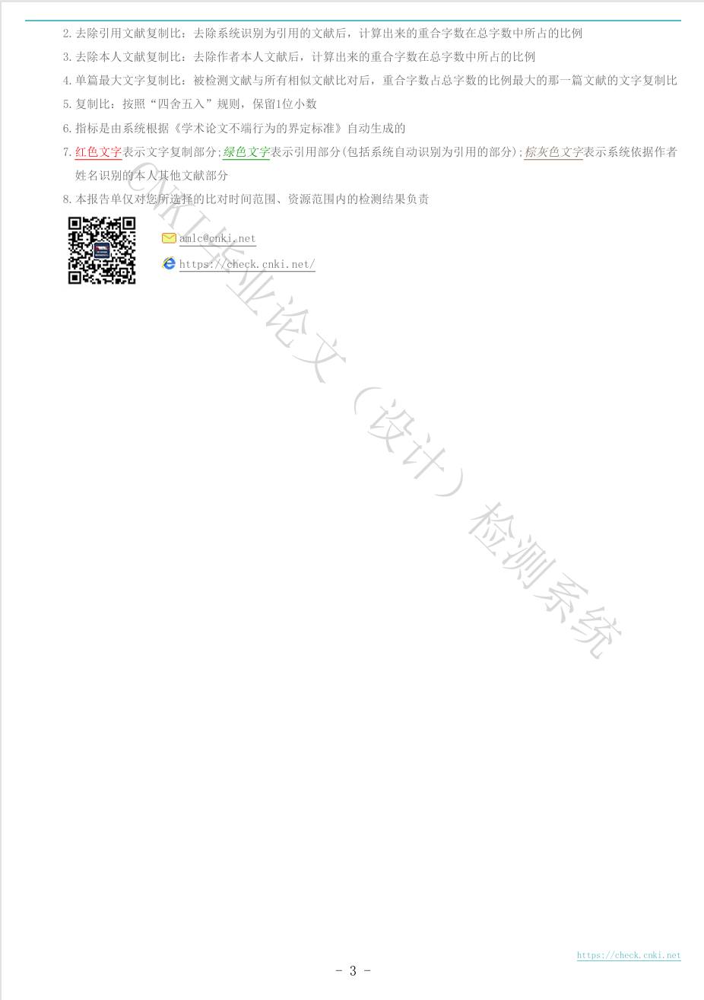 2.去除引用文献复制比：去除系统识别为引用的文献后，计算出来的重合字数在总字数中所占的比例
3.去除本人文献复制比：去除作者本人文献后，计算出来的重合字数在总字数中所占的比例
4.单篇最大文字复制比：被检测文献与所有相似文献比对后，重合字数占总字数的比例最大的那一篇文献的文字复制比
5.复制比：按照“四舍五入”规则，保留1位小数
6.指标是由系统根据《学术论文不端行为的界定标准》自动生成的
7.红色文字表示文字复制部分;绿色文字表示引用部分(包括系统自动识别为引用的部分);棕灰色文字表示系统依据作者
姓名识别的本人其他文献部分
8.本报告单仅对您所选择的比对时间范围、资源范围内的检测结果负责
amlc@cnki.net
https://check.cnki.net/
CNKI毕业论文（设计）检测系统
https://check.cnki.net
- 3 -